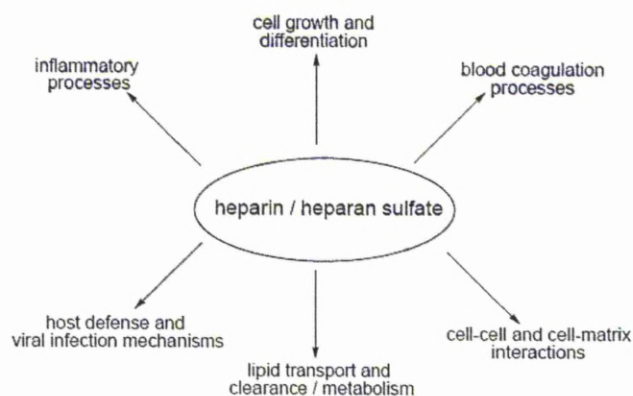 cell growth and
differentiation
inflammatory
processes
blood coagulation
processes
heparin / heparan sulfate
host defense and
viral infection mechanisms
lipid transport and
clearance / metabolism
cell-cell and cell-matrix
interactions